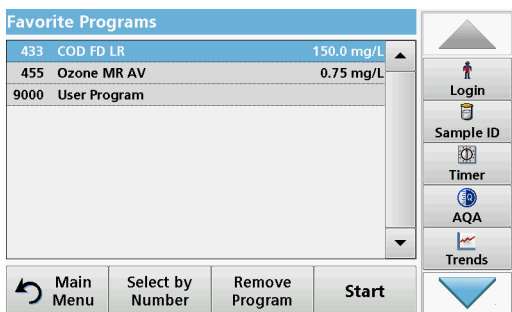 Favorite Programs
433 COD FD LR 150.0 mg/L
455 Ozone MR AV 0.75 mg/L
9000 User Program
Login
Sample ID
Timer
AQA
Trends
Main Menu
Select by Number
Remove Program
Start